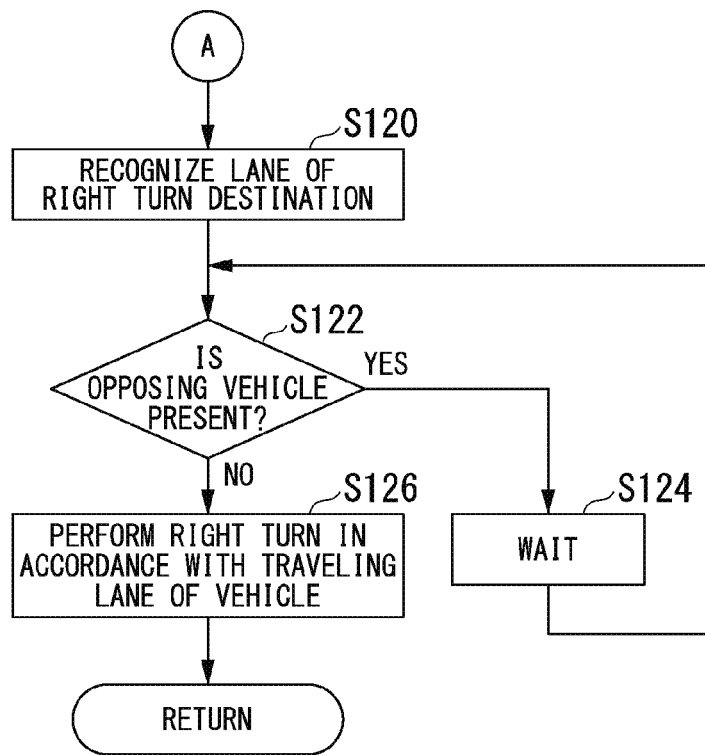 A
S120
RECOGNIZE LANE OF
RIGHT TURN DESTINATION
S122
IS
OPPOSING VEHICLE
PRESENT?
YES
NO
S126
PERFORM RIGHT TURN IN
ACCORDANCE WITH TRAVELING
LANE OF VEHICLE
S124
WAIT
RETURN